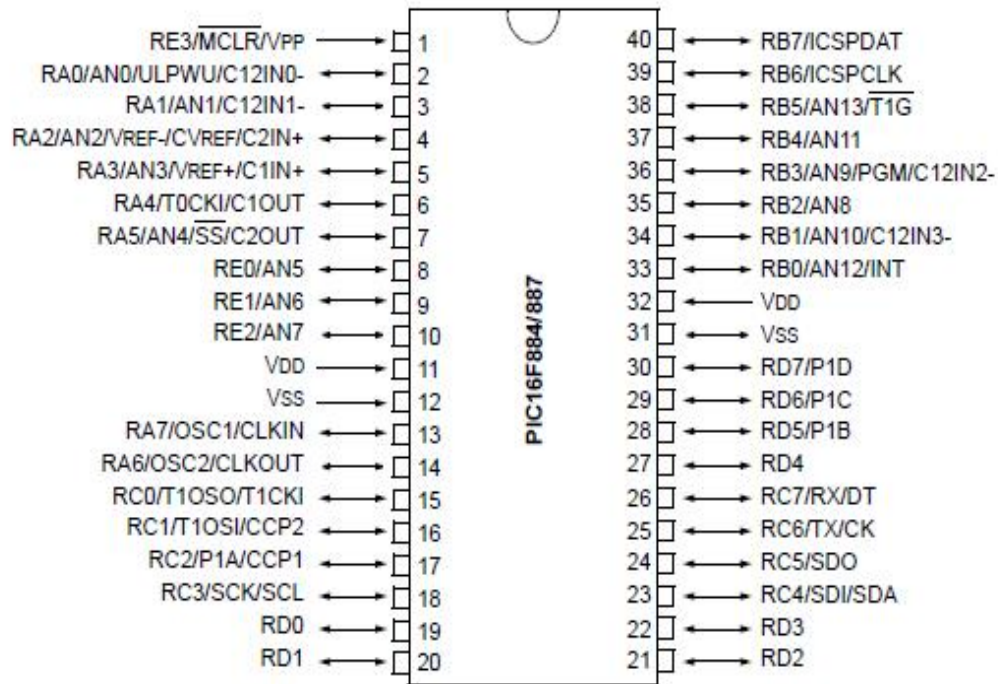 RE3/MCLR/VPP 1
RA0/AN0/ULPWU/C12IN0- 2
RA1/AN1/C12IN1- 3
RA2/AN2/VREF-/CVREF/C2IN+ 4
RA3/AN3/VREF+/C1IN+ 5
RA4/T0CKI/C1OUT 6
RA5/AN4/SS/C2OUT 7
RE0/AN5 8
RE1/AN6 9
RE2/AN7 10
VDD 11
VSS 12
RA7/OSC1/CLKIN 13
RA6/OSC2/CLKOUT 14
RC0/T1OSO/T1CKI 15
RC1/T1OSI/CCP2 16
RC2/P1A/CCP1 17
RC3/SCK/SCL 18
RD0 19
RD1 20
PIC16F884/887
40 RB7/ICSPDAT
39 RB6/ICSPCLK
38 RB5/AN13/T1G
37 RB4/AN11
36 RB3/AN9/PGM/C12IN2-
35 RB2/AN8
34 RB1/AN10/C12IN3-
33 RB0/AN12/INT
32 VDD
31 VSS
30 RD7/P1D
29 RD6/P1C
28 RD5/P1B
27 RD4
26 RC7/RX/DT
25 RC6/TX/CK
24 RC5/SDO
23 RC4/SDI/SDA
22 RD3
21 RD2